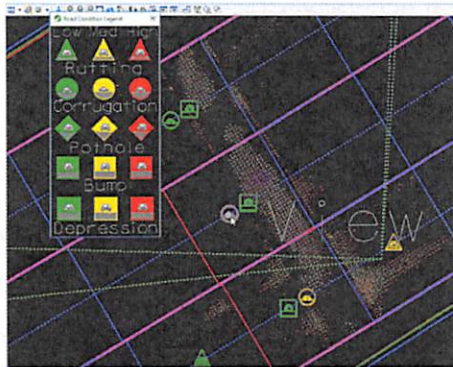 Road Condition Legend
Low Med High
Rutting
Corrugation
Pothole
Bump
Depression
View